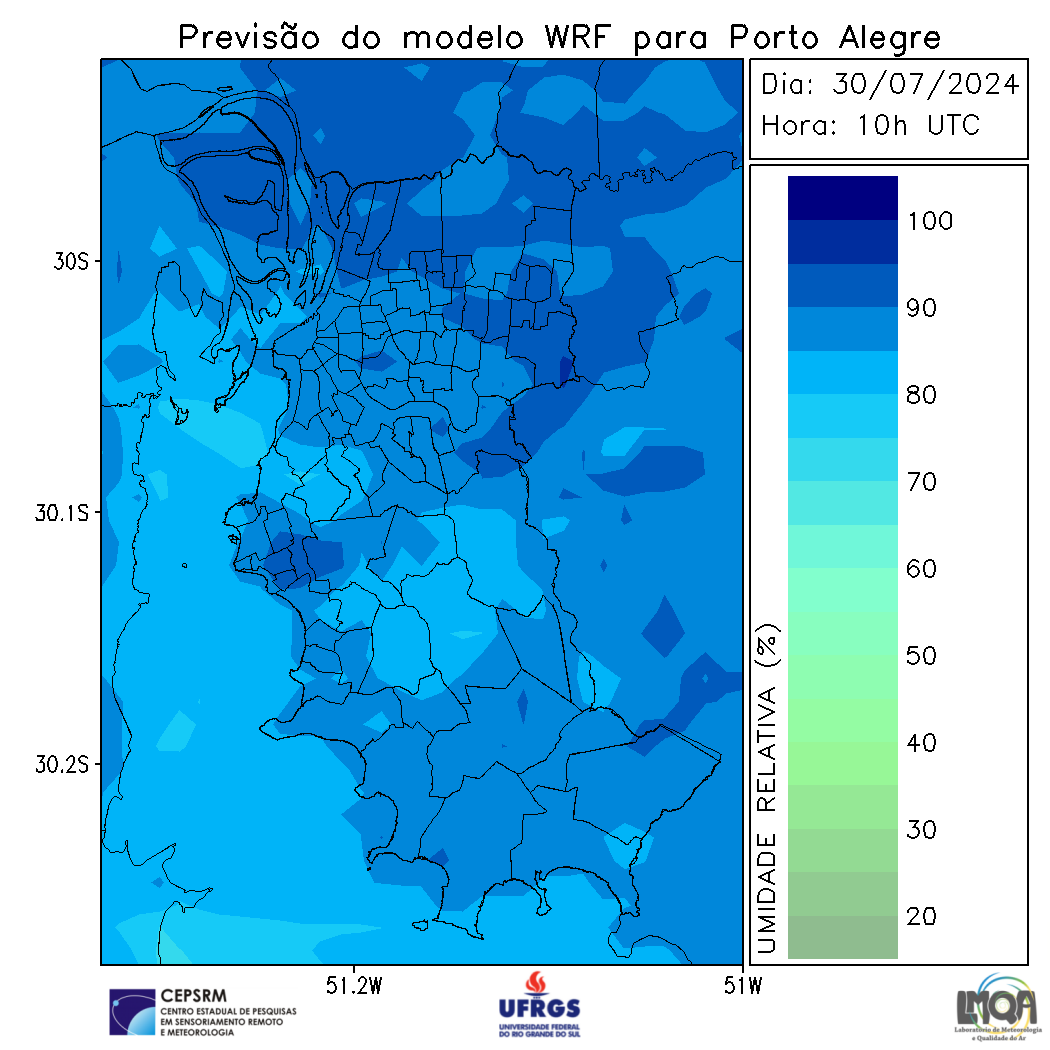 Previsão do modelo WRF para Porto Alegre
Dia: 30/07/2024
Hora: 10h UTC
30S
30.1S
30.2S
51.2W
51W
100
90
80
70
60
50
40
30
20
UMIDADE RELATIVA (%)
CEPSRM
CENTRO ESTADUAL DE PESQUISAS
EM SENSORIAMENTO REMOTO
E METEOROLOGIA
UFRGS
UNIVERSIDADE FEDERAL
DO RIO GRANDE DO SUL
LMQA
Laboratório de Meteorologia
e Qualidade do Ar